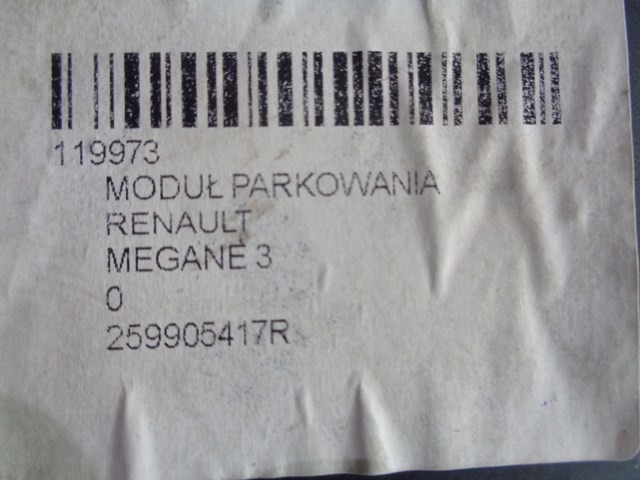 119973
MODUŁ PARKOWANIA
RENAULT
MEGANE 3
0
259905417R